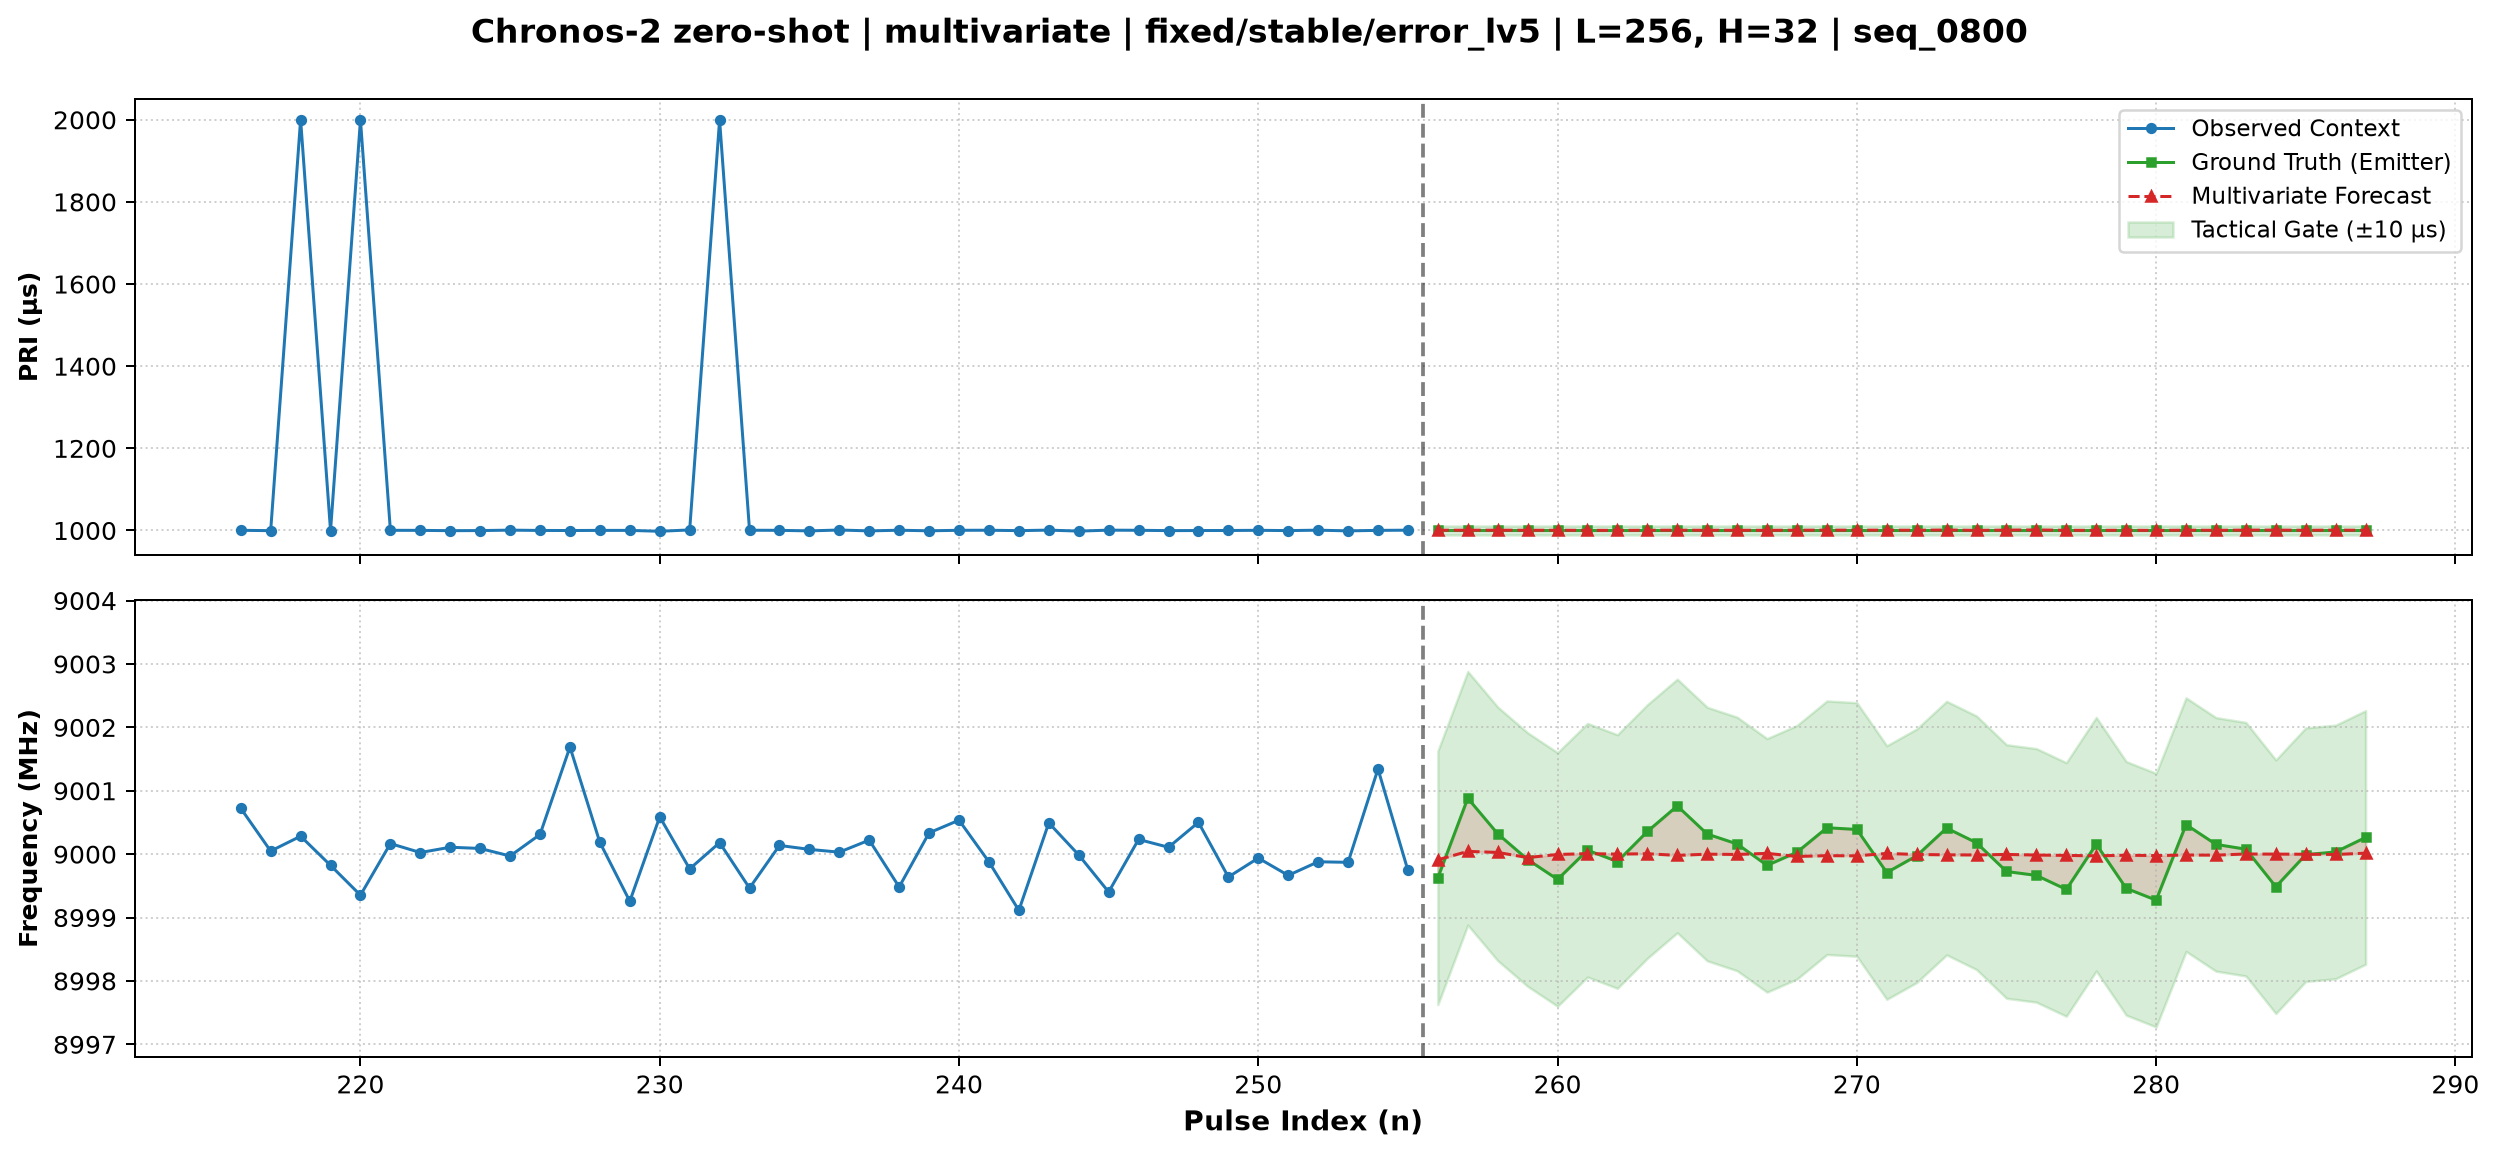 Chronos-2 zero-shot | multivariate | fixed/stable/error_lv5 | L=256, H=32 | seq_0800
2000
1800
1600
1400
1200
1000
PRI (μs)
Observed Context
Ground Truth (Emitter)
Multivariate Forecast
Tactical Gate (±10 μs)
9004
9003
9002
9001
9000
8999
8998
8997
Frequency (MHz)
220
230
240
250
260
270
280
290
Pulse Index (n)